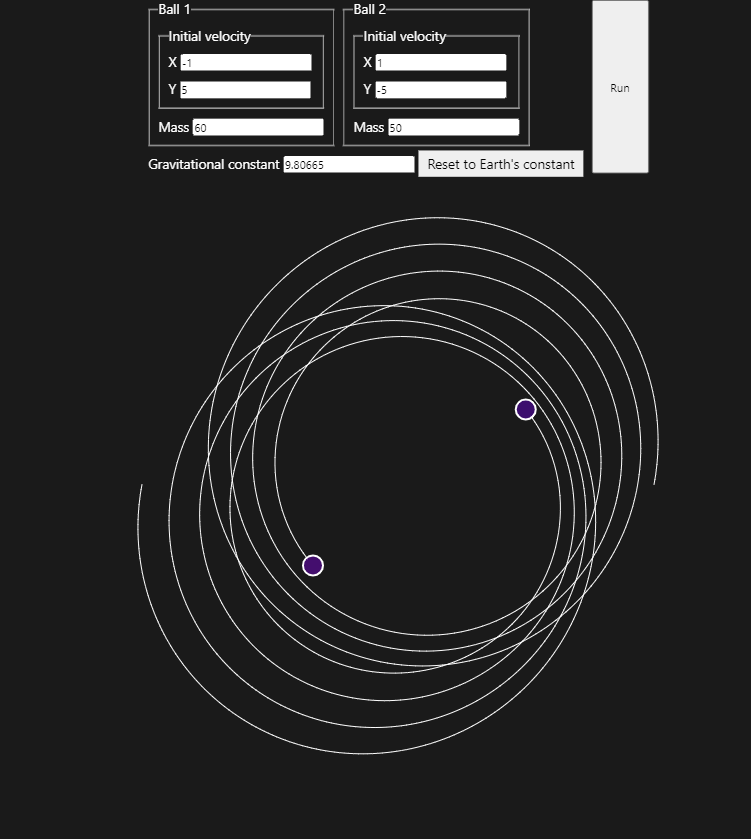 Ball 1
Ball 2
Initial velocity
Initial velocity
X -1
X 1
Y 5
Y -5
Mass 60
Mass 50
Run
Gravitational constant 9.80665
Reset to Earth's constant